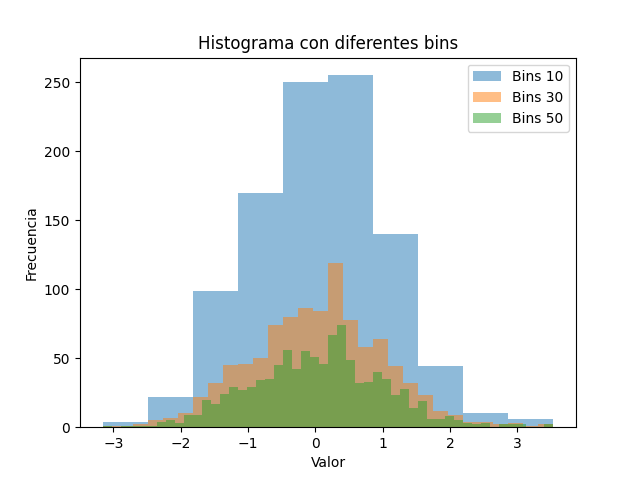 Histograma con diferentes bins
Bins 10
Bins 30
Bins 50
Frecuencia
250
200
150
100
50
0
−3
−2
−1
0
1
2
3
Valor